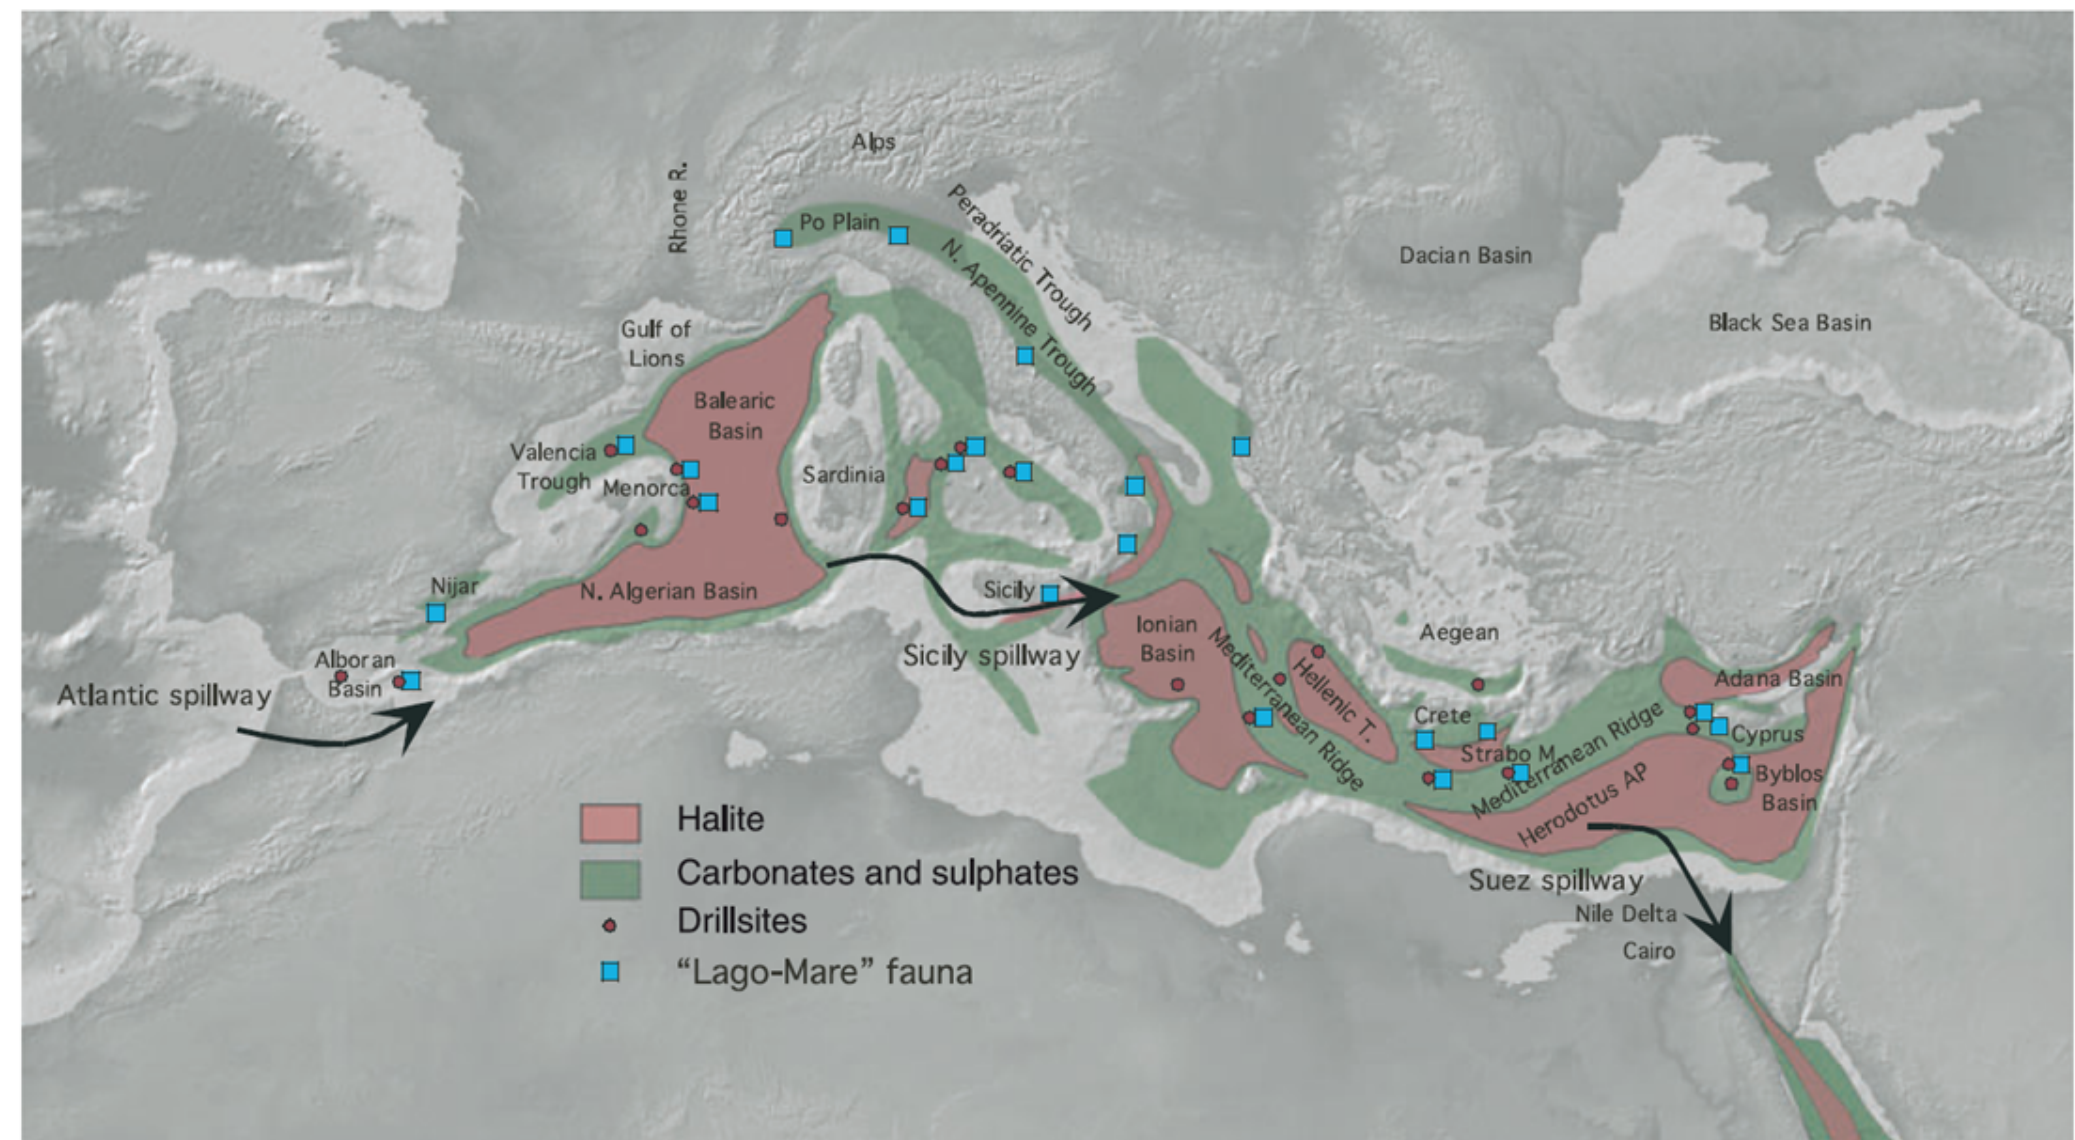 Alps
Rhone R.
Po Plain
Peradriatic Trough
N. Apennine Trough
Dacian Basin
Black Sea Basin
Gulf of
Lions
Balearic
Basin
Valencia
Trough
Menorca
Sardinia
Nijar
N. Algerian Basin
Sicily
Alboran
Basin
Atlantic spillway
Sicily spillway
Ionian
Basin
Mediterranean Ridge
Hellenic T.
Aegean
Crete
Strabo M.
Mediterranean Ridge
Herodotus AP
Adana Basin
Cyprus
Byblos
Basin
Suez spillway
Nile Delta
Cairo
Halite
Carbonates and sulphates
Drillsites
“Lago-Mare” fauna